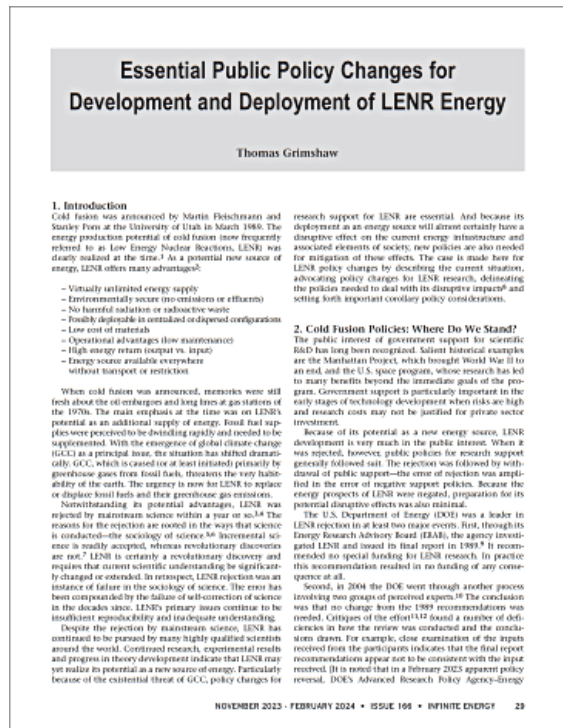 Essential Public Policy Changes for
Development and Deployment of LENR Energy
Thomas Grimshaw
1. Introduction
Cold fusion was announced by Martin Fleischmann and
Stanley Pons at the University of Utah in March 1989. The
energy production potential of cold fusion (now frequently
referred to as Low Energy Nuclear Reactions, LENR) was
clearly realized at the time.1 As a potential new source of
energy, LENR offers many advantages2:
– Virtually unlimited energy supply
– Environmentally secure (no emissions or effluents)
– No harmful radiation or radioactive waste
– Possibly deployable in centralized or dispersed configurations
– Low cost of materials
– Operational advantages (low maintenance)
– High energy return (output vs. input)
– Energy source available everywhere
without transport or restriction
When cold fusion was announced, memories were still
fresh about the oil embargoes and long lines at gas stations of
the 1970s. The main emphasis at the time was on LENR's
potential as an additional supply of energy. Fossil fuel sup-
plies were perceived to be dwindling rapidly and needed to be
supplemented. With the emergence of global climate change
(GCC) as a principal issue, the situation has shifted dramati-
cally. GCC, which is caused (or at least initiated) primarily by
greenhouse gases from fossil fuels, threatens the very habit-
ability of the earth. The urgency is now for LENR to replace
or displace fossil fuels and their greenhouse gas emissions.
Notwithstanding its potential advantages, LENR was
rejected by mainstream science within a year or so.3,4 The
reasons for the rejection are rooted in the ways that science
is conducted—the sociology of science.5,6 Incremental sci-
ence is readily accepted, whereas revolutionary discoveries
are not.7 LENR is certainly a revolutionary discovery and
requires that current scientific understanding be significant-
ly changed or extended. In retrospect, LENR rejection was an
instance of failure in the sociology of science. The error has
been compounded by the failure of self-correction of science
in the decades since. LENR's primary issues continue to be
insufficient reproducibility and inadequate understanding.
Despite the rejection by mainstream science, LENR has
continued to be pursued by many highly qualified scientists
around the world. Continued research, experimental results
and progress in theory development indicate that LENR may
yet realize its potential as a new source of energy. Particularly
because of the existential threat of GCC, policy changes for
research support for LENR are essential. And because its
deployment as an energy source will almost certainly have a
disruptive effect on the current energy infrastructure and
associated elements of society, new policies are also needed
for mitigation of these effects. The case is made here for
LENR policy changes by describing the current situation,
advocating policy changes for LENR research, delineating
the policies needed to deal with its disruptive impacts8 and
setting forth important corollary policy considerations.
2. Cold Fusion Policies: Where Do We Stand?
The public interest of government support for scientific
R&D has long been recognized. Salient historical examples
are the Manhattan Project, which brought World War II to
an end, and the U.S. space program, whose research has led
to many benefits beyond the immediate goals of the pro-
gram. Government support is particularly important in the
early stages of technology development when risks are high
and research costs may not be justified for private sector
investment.
Because of its potential as a new energy source, LENR
development is very much in the public interest. When it
was rejected, however, public policies for research support
generally followed suit. The rejection was followed by with-
drawal of public support—the error of rejection was ampli-
fied in the error of negative support policies. Because the
energy prospects of LENR were negated, preparation for its
potential disruptive effects was also minimal.
The U.S. Department of Energy (DOE) was a leader in
LENR rejection in at least two major events. First, through its
Energy Research Advisory Board (ERAB), the agency investi-
gated LENR and issued its final report in 1989.9 It recom-
mended no special funding for LENR research. In practice
this recommendation resulted in no funding of any conse-
quence at all.
Second, in 2004 the DOE went through another process
involving two groups of perceived experts.10 The conclusion
was that no change from the 1989 recommendations was
needed. Critiques of the effort11,12 found a number of defi-
ciencies in how the review was conducted and the conclu-
sions drawn. For example, close examination of the inputs
received from the participants indicates that the final report
recommendations appear not to be consistent with the input
received. [It is noted that in a February 2023 apparent policy
reversal, DOE's Advanced Research Policy Agency–Energy
NOVEMBER 2023 - FEBRUARY 2024 • ISSUE 166 • INFINITE ENERGY 29